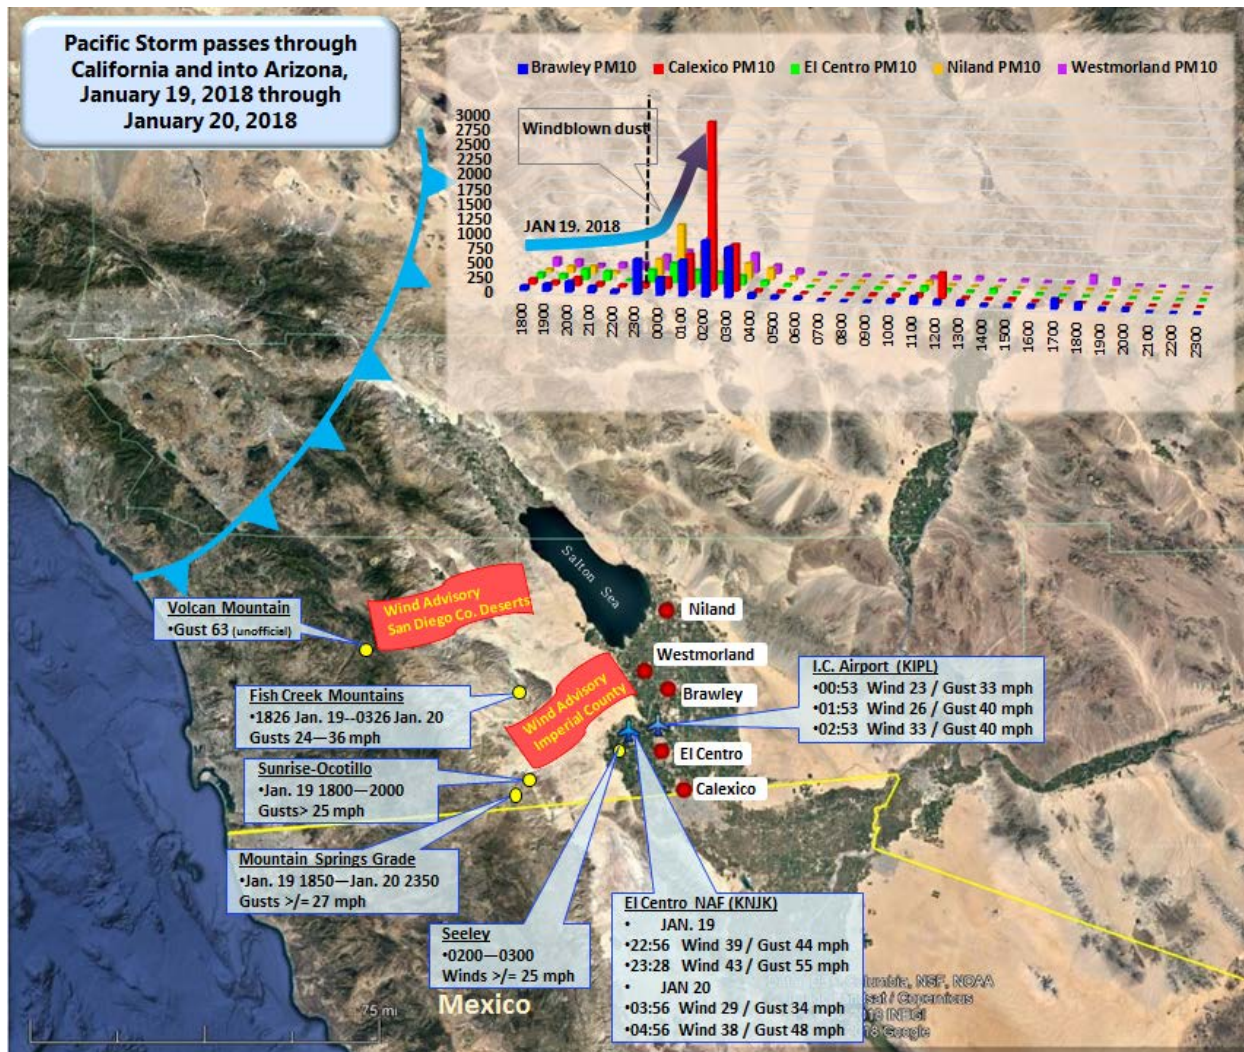 Pacific Storm passes through
California and into Arizona,
January 19, 2018 through
January 20, 2018
Brawley PM10 Calexico PM10 El Centro PM10 Niland PM10 Westmorland PM10
3000
2750
2500
2250
2000
1750
1500
1250
1000
750
500
250
0
Windblown dust
JAN 19. 2018
1800 1900 2000 2100 2200 2300 0000 0100 0200 0300 0400 0500 0600 0700 0800 0900 1000 1100 1200 1300 1400 1500 1600 1700 1800 1900 2000 2100 2200 2300
Salton Sea
Wind Advisory
San Diego Co. Deserts
Volcan Mountain
•Gust 63 (unofficial)
Niland
Westmorland
Brawley
El Centro
Calexico
Wind Advisory
Imperial County
I.C. Airport (KIPL)
•00:53 Wind 23 / Gust 33 mph
•01:53 Wind 26 / Gust 40 mph
•02:53 Wind 33 / Gust 40 mph
Fish Creek Mountains
•1826 Jan. 19--0326 Jan. 20
Gusts 24—36 mph
Sunrise-Ocotillo
•Jan. 19 1800—2000
Gusts> 25 mph
Mountain Springs Grade
•Jan. 19 1850—Jan. 20 2350
Gusts >/= 27 mph
Seeley
•0200—0300
Winds >/= 25 mph
El Centro NAF (KNJK)
• JAN. 19
•22:56 Wind 39 / Gust 44 mph
•23:28 Wind 43 / Gust 55 mph
• JAN 20
•03:56 Wind 29 / Gust 34 mph
•04:56 Wind 38 / Gust 48 mph
Mexico
75 mi
NSF, NOAA
/ Copernicus
Google